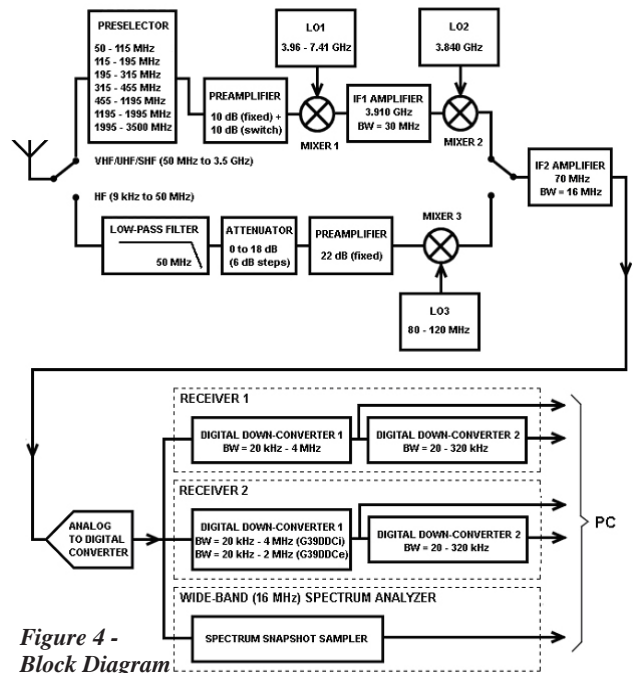 PRESELECTOR
50 - 115 MHz
115 - 195 MHz
195 - 315 MHz
315 - 455 MHz
455 - 1195 MHz
1195 - 1995 MHz
1995 - 3500 MHz
LO1
3.96 - 7.41 GHz
LO2
3.840 GHz
PREAMPLIFIER
10 dB (fixed) +
10 dB (switch)
MIXER 1
IF1 AMPLIFIER
3.910 GHz
BW = 30 MHz
MIXER 2
VHF/UHF/SHF (50 MHz to 3.5 GHz)
IF2 AMPLIFIER
70 MHz
BW = 16 MHz
HF (9 kHz to 50 MHz)
LOW-PASS FILTER
50 MHz
ATTENUATOR
0 to 18 dB
(6 dB steps)
PREAMPLIFIER
22 dB (fixed)
MIXER 3
LO3
80 - 120 MHz
RECEIVER 1
DIGITAL DOWN-CONVERTER 1
BW = 20 kHz - 4 MHz
DIGITAL DOWN-CONVERTER 2
BW = 20 - 320 kHz
RECEIVER 2
DIGITAL DOWN-CONVERTER 1
BW = 20 kHz - 4 MHz (G39DDCi)
BW = 20 kHz - 2 MHz (G39DDCe)
DIGITAL DOWN-CONVERTER 2
BW = 20 - 320 kHz
PC
ANALOG
TO DIGITAL
CONVERTER
WIDE-BAND (16 MHz) SPECTRUM ANALYZER
SPECTRUM SNAPSHOT SAMPLER
Figure 4 -
Block Diagram